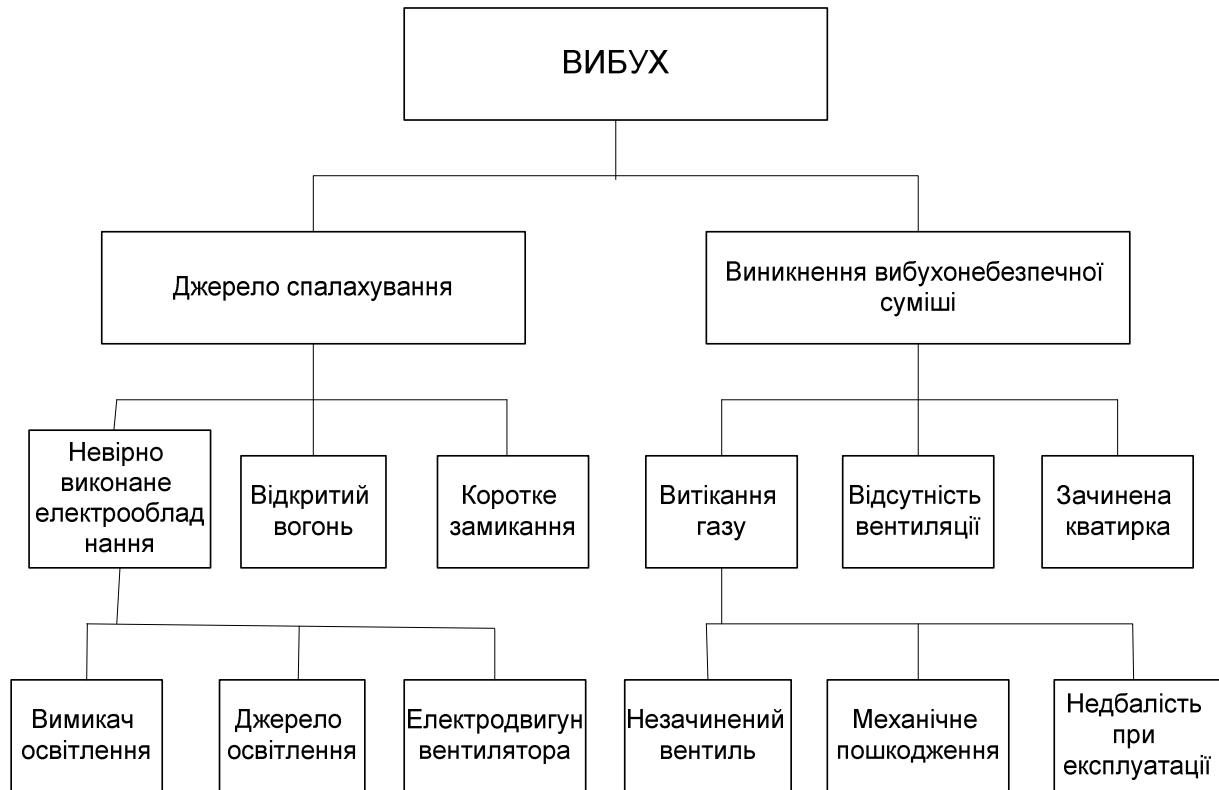 ВИБУХ
Джерело спалахування
Виникнення вибухонебезпечної
суміші
Невірно
виконане
електрооблад
нання
Відкритий
вогонь
Коротке
замикання
Витікання
газу
Відсутність
вентиляції
Зачинена
кватирка
Вимикач
освітлення
Джерело
освітлення
Електродвигун
вентилятора
Незачинений
вентиль
Механічне
пошкодження
Недбалість
при
експлуатації